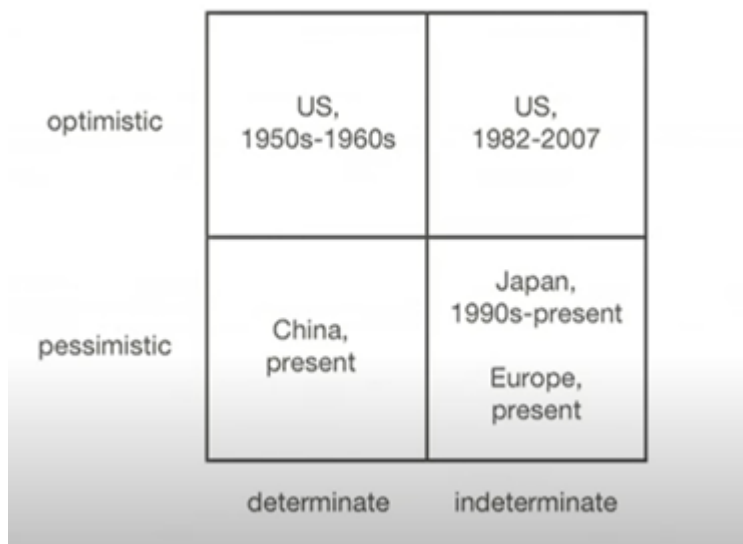 optimistic
US,
1950s-1960s
US,
1982-2007
pessimistic
China,
present
Japan,
1990s-present
Europe,
present
determinate
indeterminate